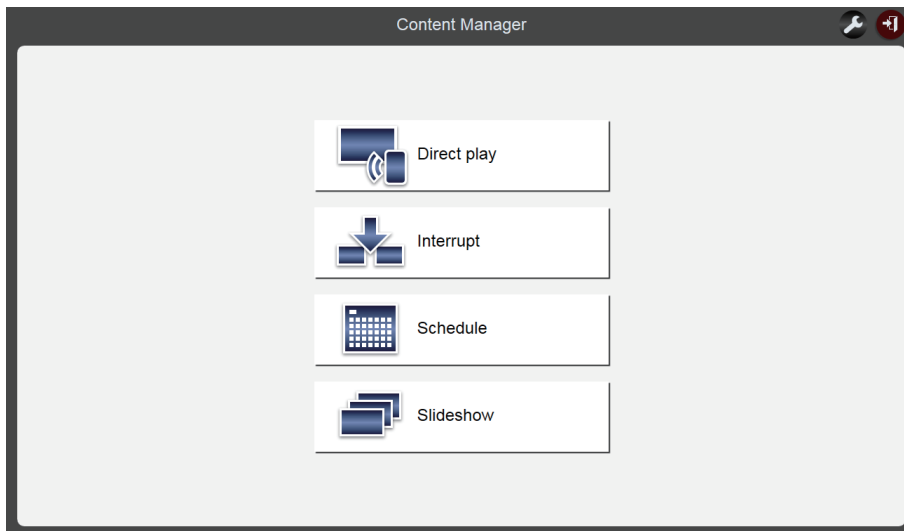 Content Manager
Direct play
Interrupt
Schedule
Slideshow